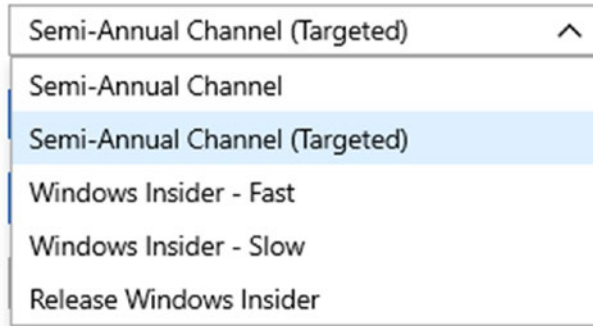 Semi-Annual Channel (Targeted)
Semi-Annual Channel
Semi-Annual Channel (Targeted)
Windows Insider - Fast
Windows Insider - Slow
Release Windows Insider